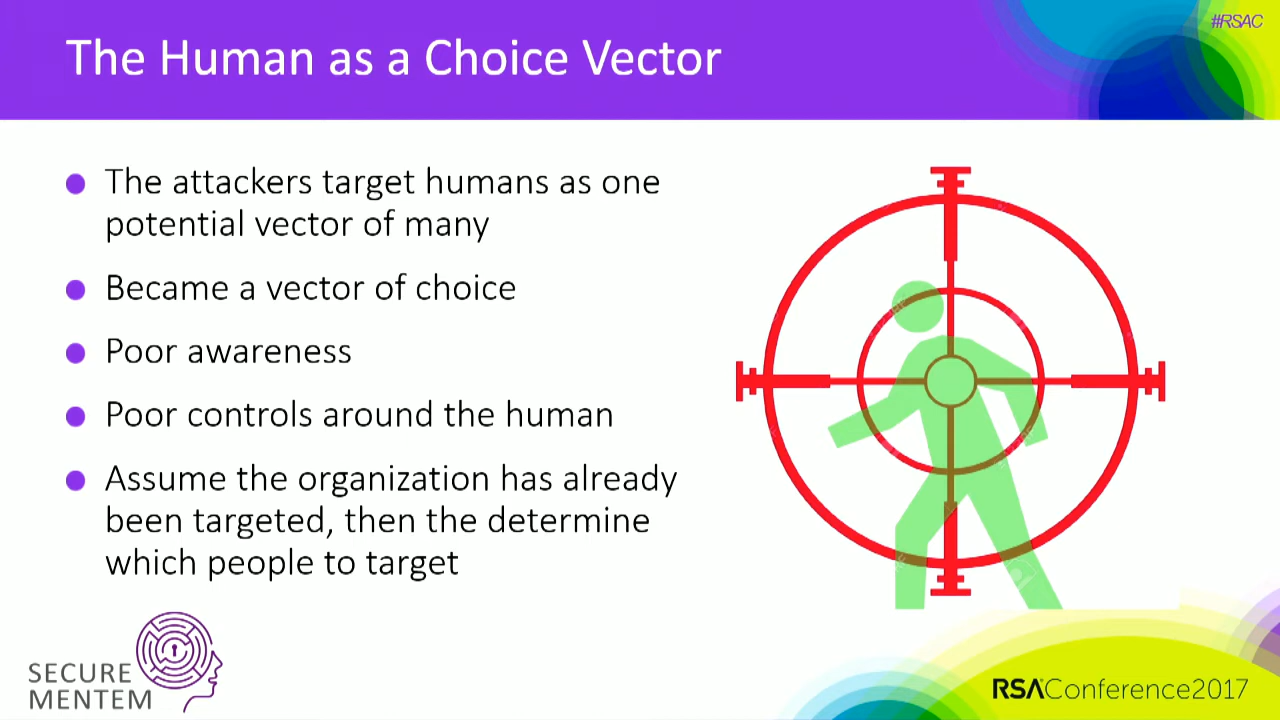 #RSAC
The Human as a Choice Vector
The attackers target humans as one
potential vector of many
Became a vector of choice
Poor awareness
Poor controls around the human
Assume the organization has already
been targeted, then the determine
which people to target
SECURE
MENTEM
RSAConference2017